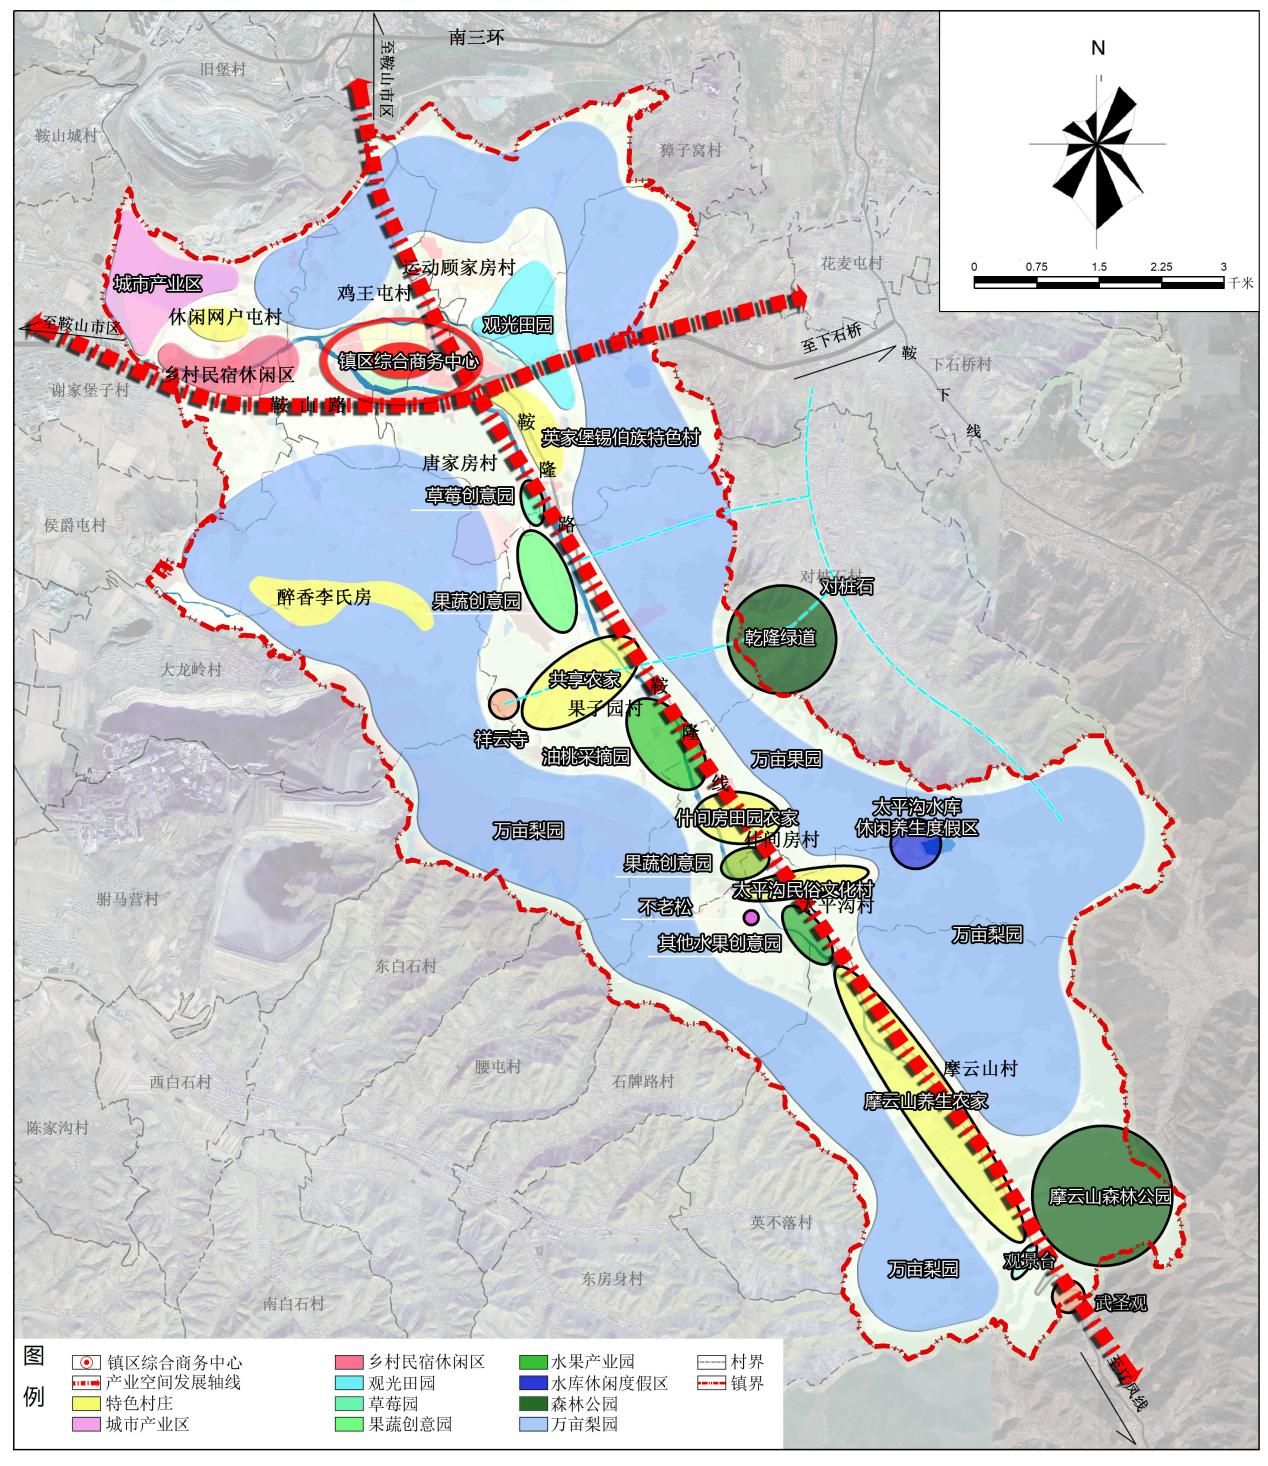 南三环
至鞍山市区
旧堡村
鞍山城村
獐子窝村
花麦屯村
N
0 0.75 1.5 2.25 3
千米
城市产业区
运动顾家房村
鸡王屯村
休闲网户屯村
观光田园
至鞍山市区
镇区综合商务中心
至下石桥
鞍下线
下石桥村
乡村民宿休闲区
谢家堡子村
鞍山路
鞍隆路
英家堡锡伯族特色村
唐家房村
草莓创意园
侯爵屯村
醉香李氏房
果蔬创意园
对桩石村
对桩石
乾隆绿道
大龙岭村
共享农家
果子园村
鞍隆线
祥云寺
油桃采摘园
万亩果园
太平沟水库
休闲养生度假区
什间房田园农家
什间房村
万亩梨园
果蔬创意园
太平沟民俗文化村
太平沟村
驸马营村
不老松
其他水果创意园
万亩梨园
东白石村
摩云山村
腰屯村
石牌路村
西白石村
摩云山养生农家
陈家沟村
摩云山森林公园
英不落村
观景台
万亩梨园
东房身村
武圣观
南白石村
至辽凤线
图例
镇区综合商务中心
产业空间发展轴线
特色村庄
城市产业区
乡村民宿休闲区
观光田园
草莓园
果蔬创意园
水果产业园
水库休闲度假区
森林公园
万亩梨园
村界
镇界